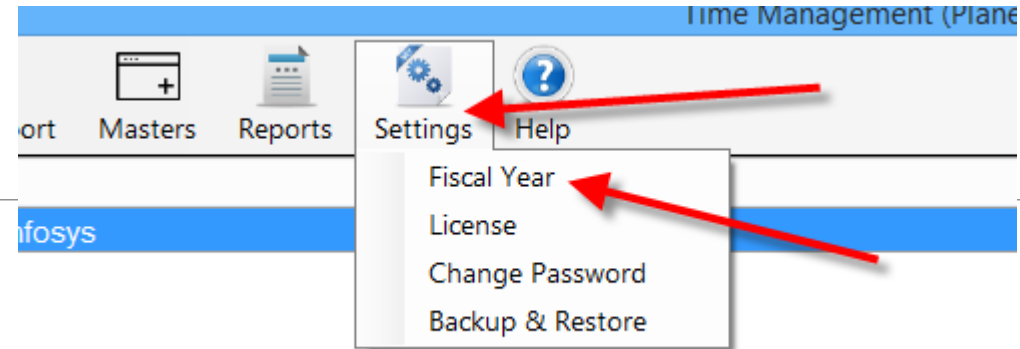 Time Management (Plane
ort Masters Reports Settings Help
Fiscal Year
nfosys
License
Change Password
Backup & Restore